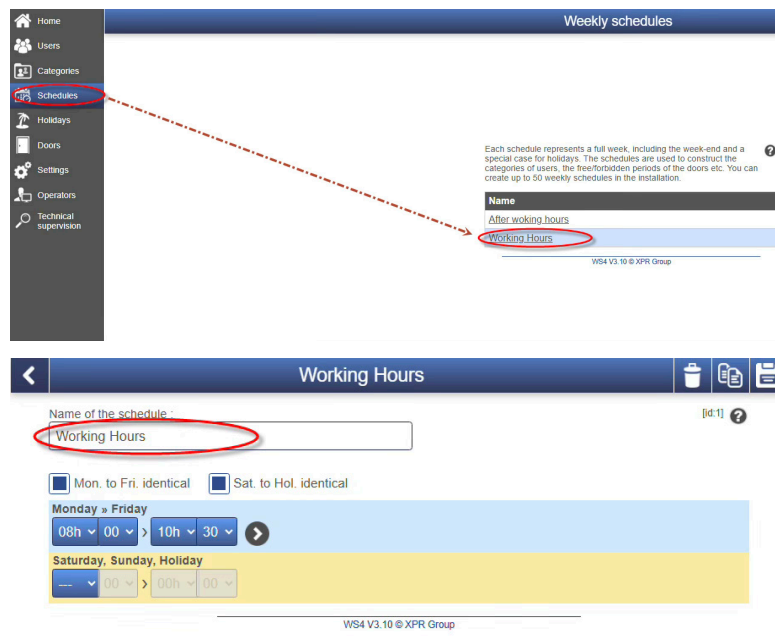 Home
Weekly schedules
Users
Categories
Schedules
Holidays
Doors
Settings
Operators
Technical
supervision
Each schedule represents a full week, including the week-end and a
special case for holidays. The schedules are used to construct the
categories of users, the free/forbidden periods of the doors etc. You can
create up to 50 weekly schedules in the installation.
?
Name
After woking hours
Working Hours
WS4 V3.10 © XPR Group
Working Hours
Name of the schedule :
[id:1] ?
Working Hours
Mon. to Fri. identical Sat. to Hol. identical
Monday » Friday
08h 00 > 10h 30
Saturday, Sunday, Holiday
--- 00 > 00h 00
WS4 V3.10 © XPR Group